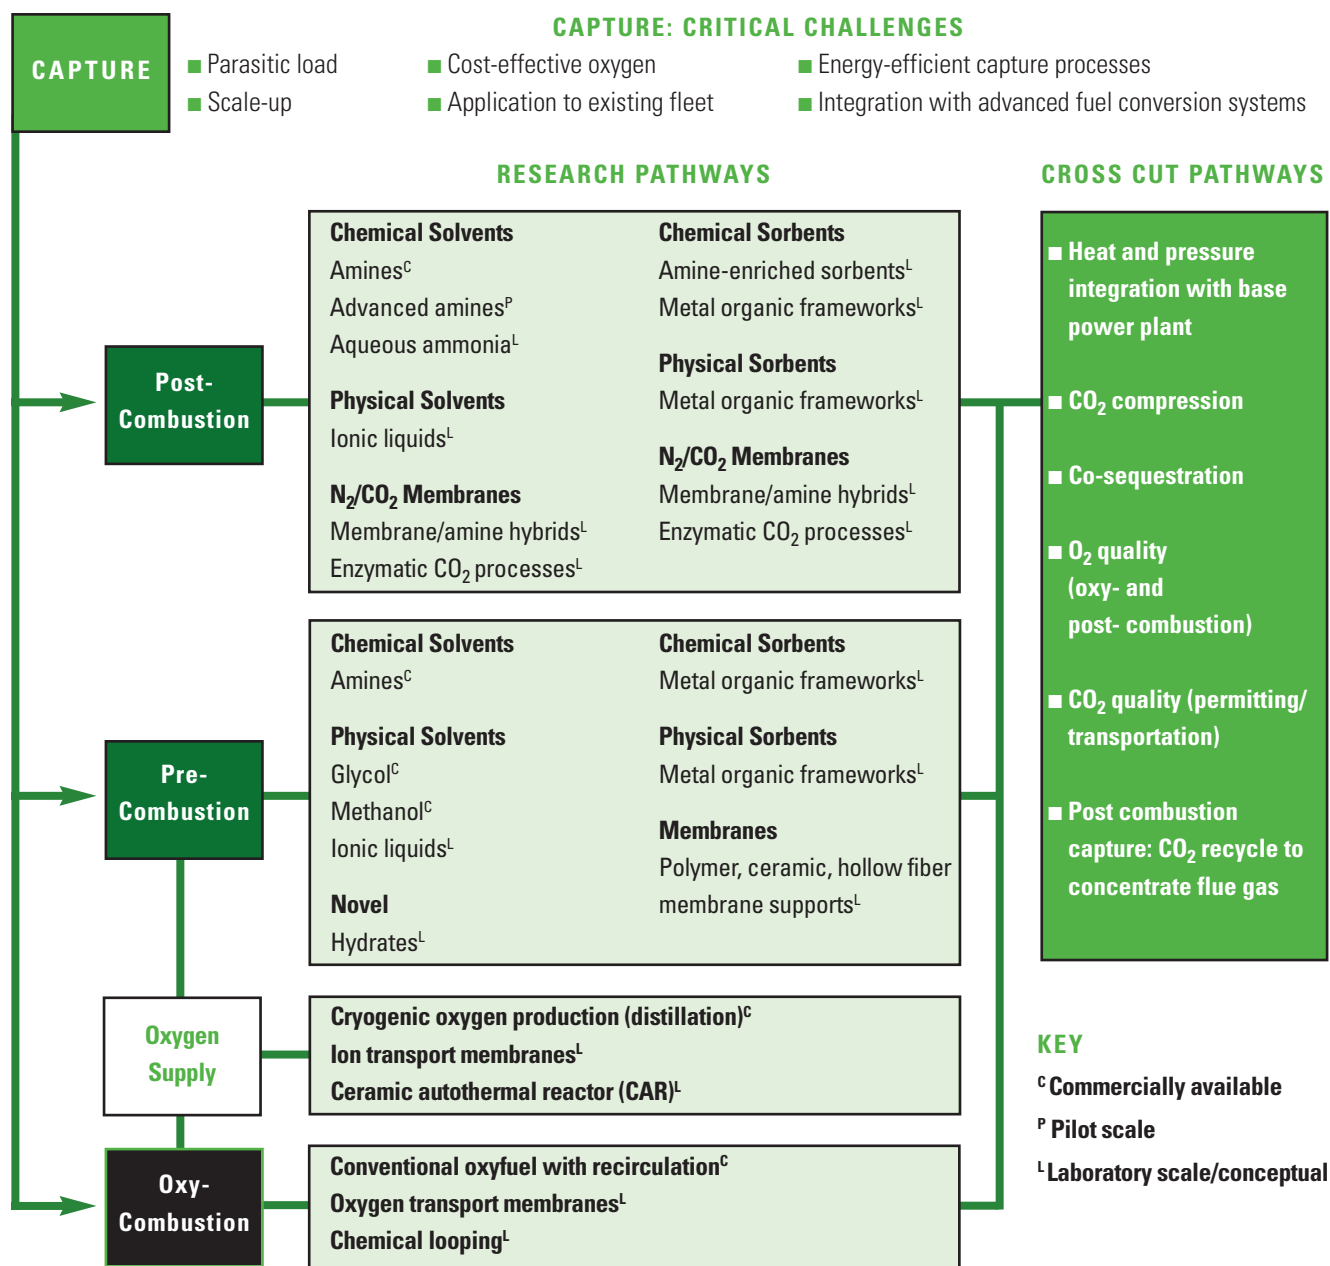 CAPTURE
CAPTURE: CRITICAL CHALLENGES
■ Parasitic load
■ Scale-up
■ Cost-effective oxygen
■ Application to existing fleet
■ Energy-efficient capture processes
■ Integration with advanced fuel conversion systems
RESEARCH PATHWAYS
CROSS CUT PATHWAYS
Post-
Combustion
Chemical Solvents
Amines^C
Advanced amines^P
Aqueous ammonia^L
Physical Solvents
Ionic liquids^L
N₂/CO₂ Membranes
Membrane/amine hybrids^L
Enzymatic CO₂ processes^L
Chemical Sorbents
Amine-enriched sorbents^L
Metal organic frameworks^L
Physical Sorbents
Metal organic frameworks^L
N₂/CO₂ Membranes
Membrane/amine hybrids^L
Enzymatic CO₂ processes^L
Pre-
Combustion
Chemical Solvents
Amines^C
Physical Solvents
Glycol^C
Methanol^C
Ionic liquids^L
Novel
Hydrates^L
Chemical Sorbents
Metal organic frameworks^L
Physical Sorbents
Metal organic frameworks^L
Membranes
Polymer, ceramic, hollow fiber
membrane supports^L
Oxygen
Supply
Cryogenic oxygen production (distillation)^C
Ion transport membranes^L
Ceramic autothermal reactor (CAR)^L
Oxy-
Combustion
Conventional oxyfuel with recirculation^C
Oxygen transport membranes^L
Chemical looping^L
■ Heat and pressure
integration with base
power plant
■ CO₂ compression
■ Co-sequestration
■ O₂ quality
(oxy- and
post- combustion)
■ CO₂ quality (permitting/
transportation)
■ Post combustion
capture: CO₂ recycle to
concentrate flue gas
KEY
^C Commercially available
^P Pilot scale
^L Laboratory scale/conceptual